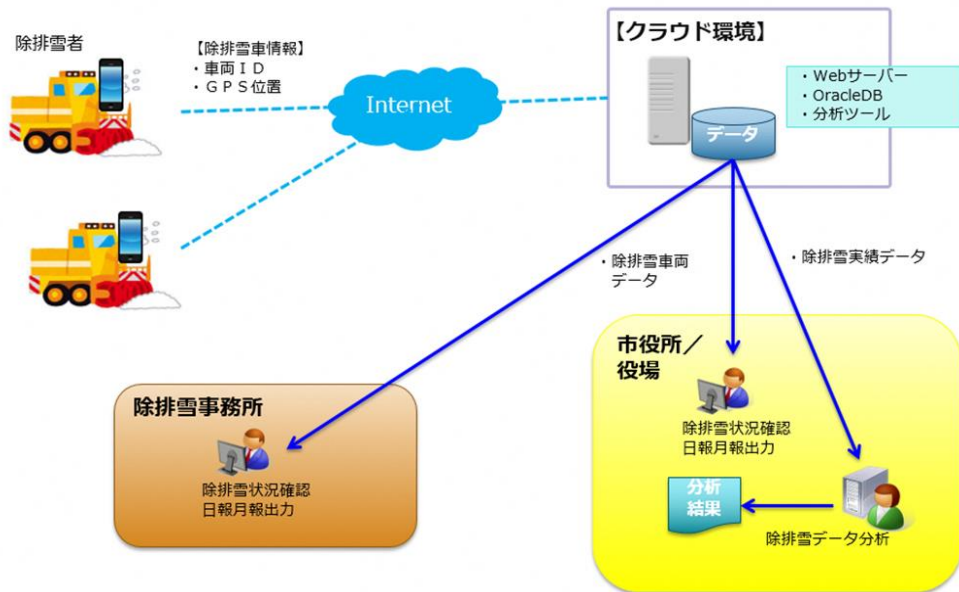 除排雪者
【除排雪車情報】
・車両ＩＤ
・ＧＰＳ位置
Internet
【クラウド環境】
・Webサーバー
・OracleDB
・分析ツール
データ
・除排雪車両
データ
・除排雪実績データ
除排雪事務所
除排雪状況確認
日報月報出力
市役所／
役場
除排雪状況確認
日報月報出力
分析
結果
除排雪データ分析